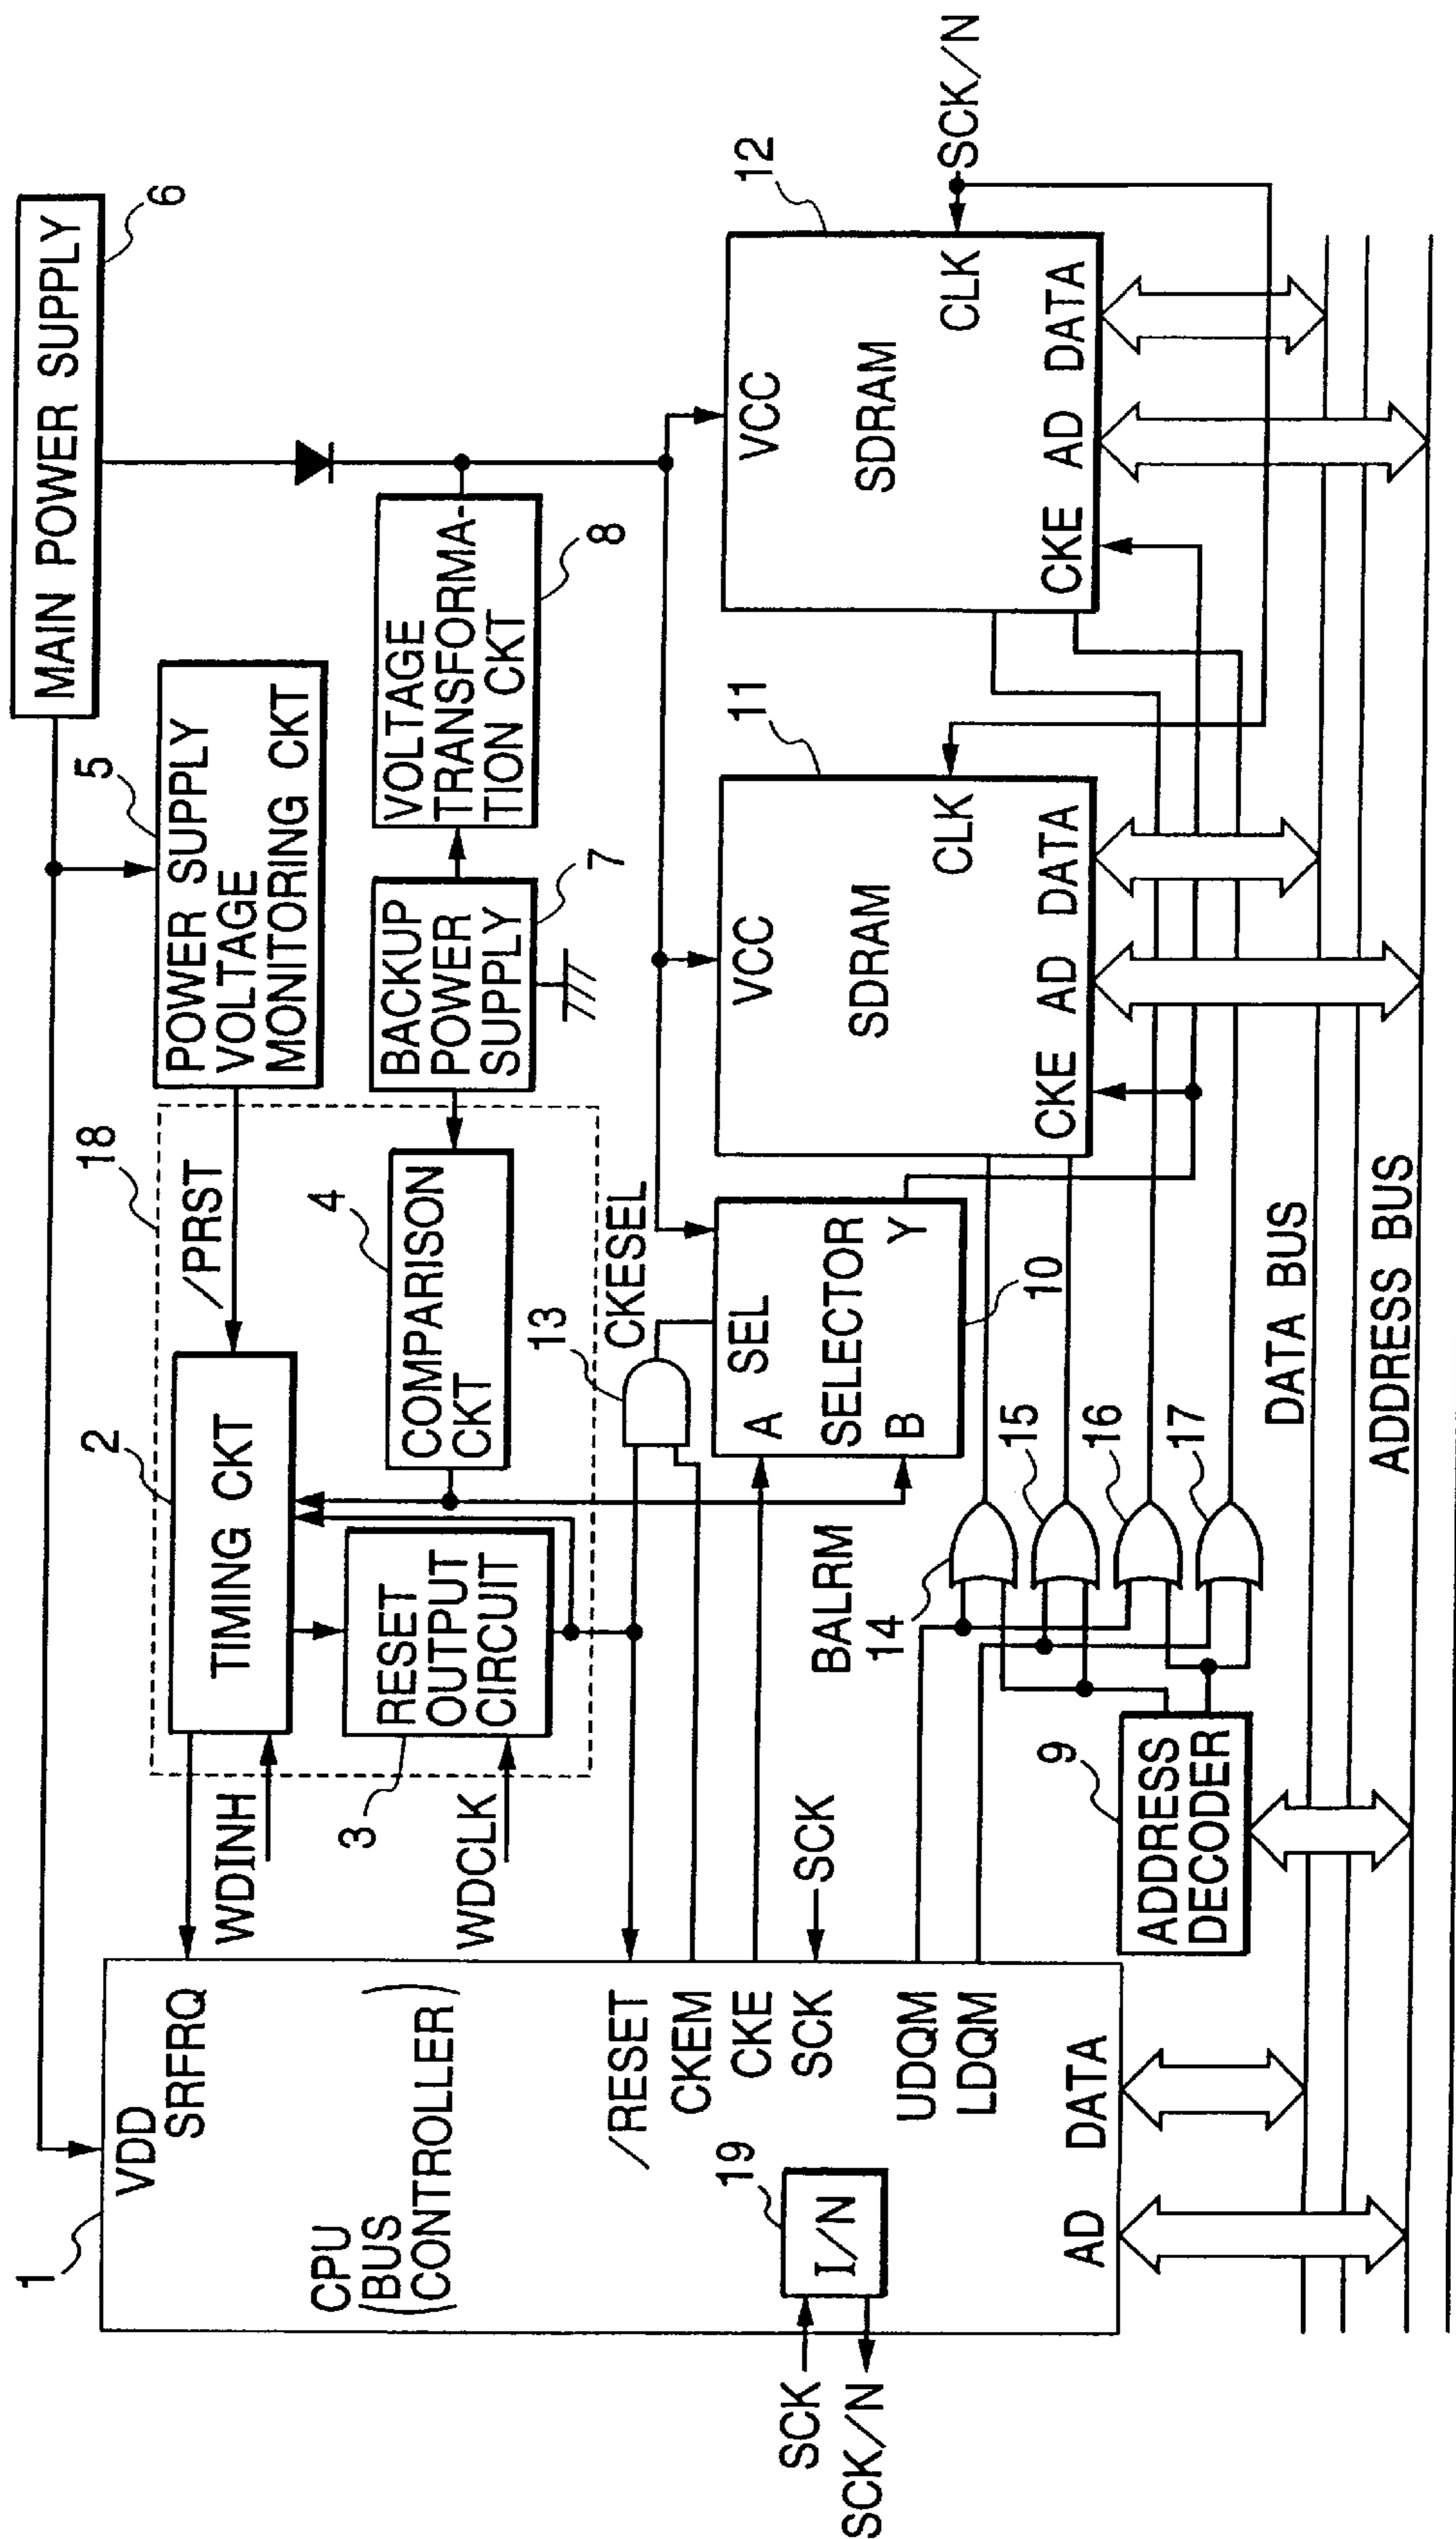 MAIN POWER SUPPLY
6
5
POWER SUPPLY
VOLTAGE
MONITORING CKT
18
/PRST
2
TIMING CKT
1
VDD
SRFRQ
WDINH
CPU
(BUS
CONTROLLER)
3
RESET
OUTPUT
CIRCUIT
WDCLK
4
COMPARISON
CKT
BACKUP
POWER
SUPPLY
7
VOLTAGE
TRANSFORMA-
TION CKT
8
13
CKESEL
/RESET
CKEM
CKE
SCK
SCK
UDQM
LDQM
19
I/N
SCK
SCK/N
AD
DATA
A
SEL
SELECTOR
B
Y
10
BALRM
14
15
16
17
9
ADDRESS
DECODER
11
VCC
SDRAM
CLK
CKE
AD
DATA
12
VCC
SDRAM
CLK
CKE
AD
DATA
SCK/N
DATA BUS
ADDRESS BUS